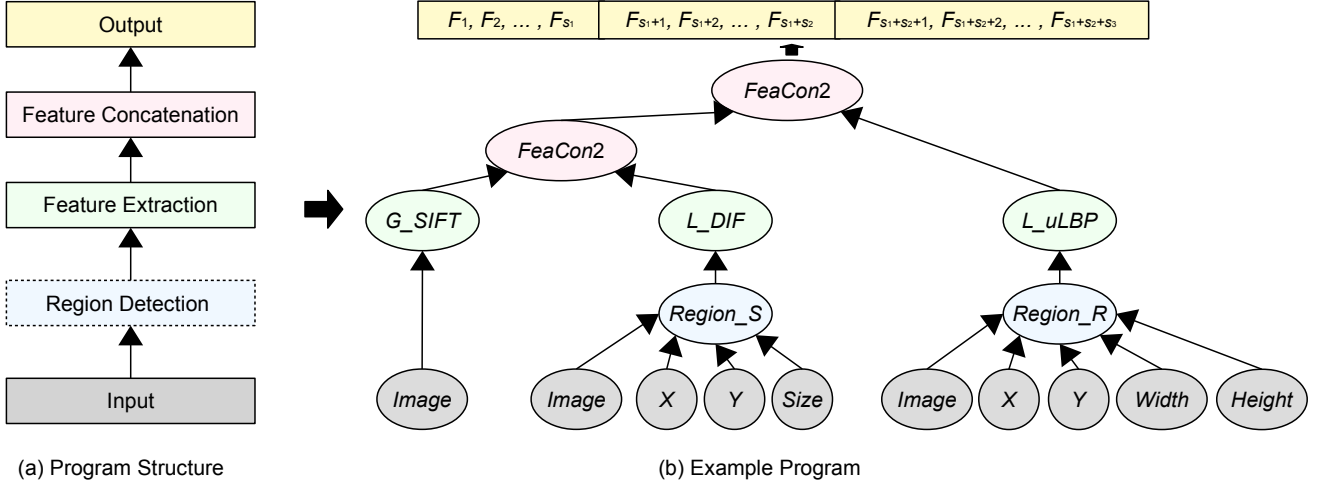 Output
Feature Concatenation
Feature Extraction
Region Detection
Input
(a) Program Structure
F₁, F₂, ... , Fₛ₁
Fₛ₁₊₁, Fₛ₁₊₂, ... , Fₛ₁₊ₛ₂
Fₛ₁₊ₛ₂₊₁, Fₛ₁₊ₛ₂₊₂, ... , Fₛ₁₊ₛ₂₊ₛ₃
FeaCon2
FeaCon2
G_SIFT
L_DIF
L_uLBP
Region_S
Region_R
Image
Image
X
Y
Size
Image
X
Y
Width
Height
(b) Example Program